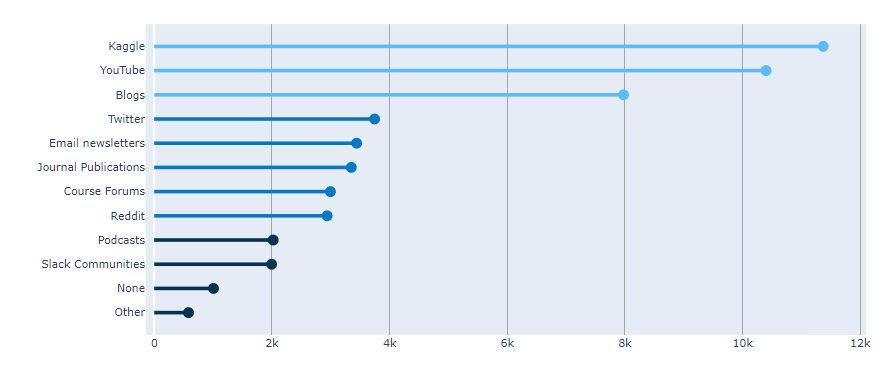 Kaggle
YouTube
Blogs
Twitter
Email newsletters
Journal Publications
Course Forums
Reddit
Podcasts
Slack Communities
None
Other
0 2k 4k 6k 8k 10k 12k